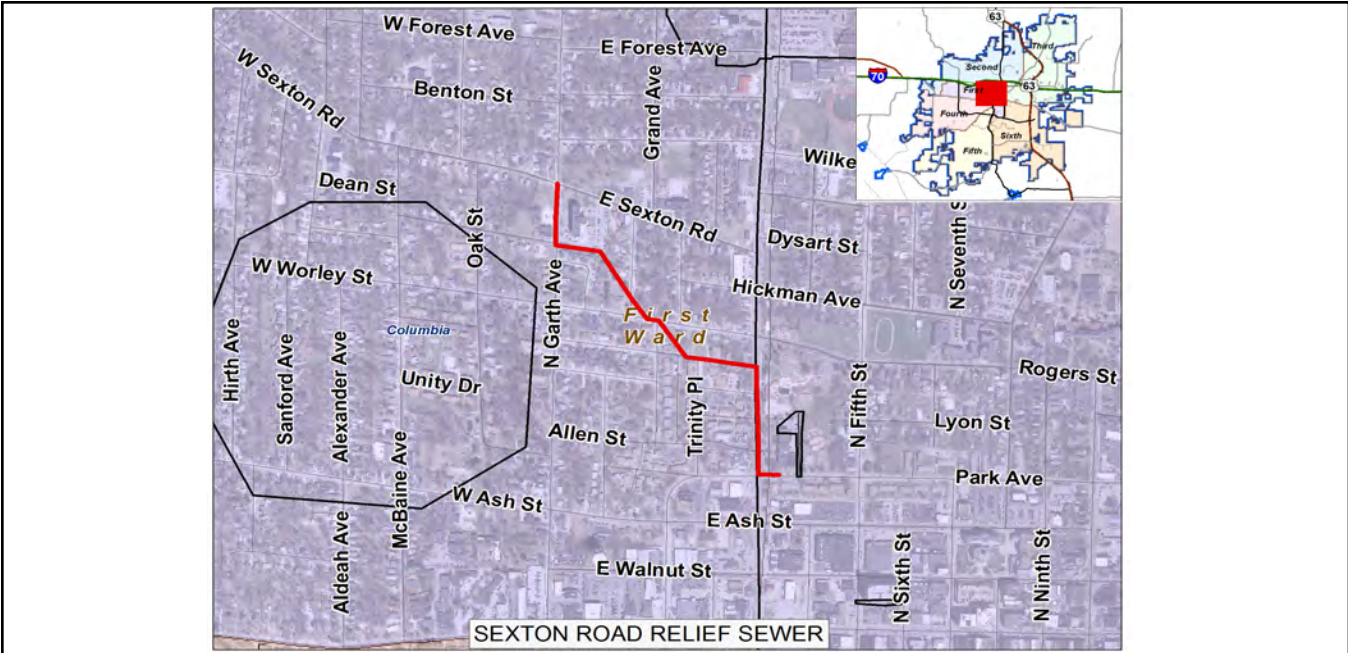 W Forest Ave
E Forest Ave
W Sexton Rd
Benton St
Grand Ave
Wilke
63
Third
Second
70
First
63
Fourth
Sixth
Fifth
Dean St
Oak St
E Sexton Rd
Dysart St
N Seventh S
W Worley St
Hickman Ave
Columbia
N Garth Ave
First
Ward
Hirth Ave
Sanford Ave
Alexander Ave
Unity Dr
Rogers St
Trinity Pl
N Fifth St
Lyon St
Allen St
1
McBaine Ave
Park Ave
W Ash St
E Ash St
Aldeah Ave
E Walnut St
N Sixth St
N Ninth St
SEXTON ROAD RELIEF SEWER